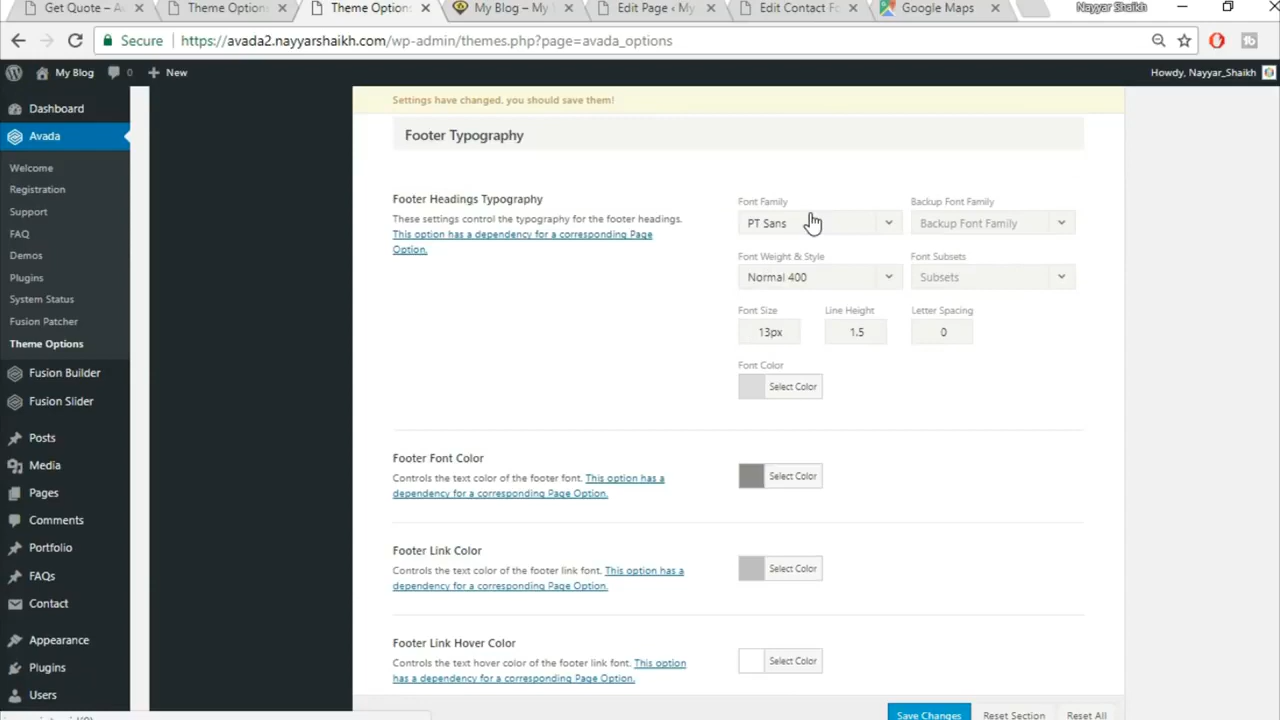 Get Quote – Av
Theme Options
Theme Options
My Blog – My W
Edit Page ‹ My
Edit Contact Fo
Google Maps
Nayyar Shaikh
Secure
https://avada2.nayyarshaikh.com/wp-admin/themes.php?page=avada_options
My Blog
0
New
Howdy, Nayyar_Shaikh
Dashboard
Avada
Welcome
Registration
Support
FAQ
Demos
Plugins
System Status
Fusion Patcher
Theme Options
Fusion Builder
Fusion Slider
Posts
Media
Pages
Comments
Portfolio
FAQs
Contact
Appearance
Plugins
Users
Settings have changed, you should save them!
Footer Typography
Footer Headings Typography
These settings control the typography for the footer headings.
This option has a dependency for a corresponding Page
Option.
Font Family
Backup Font Family
PT Sans
Backup Font Family
Font Weight & Style
Font Subsets
Normal 400
Subsets
Font Size
Line Height
Letter Spacing
13px
1.5
0
Font Color
Select Color
Footer Font Color
Controls the text color of the footer font. This option has a
dependency for a corresponding Page Option.
Select Color
Footer Link Color
Controls the text color of the footer link font. This option has a
dependency for a corresponding Page Option.
Select Color
Footer Link Hover Color
Controls the text hover color of the footer link font. This option
has a dependency for a corresponding Page Option.
Select Color
Save Changes
Reset Section
Reset All